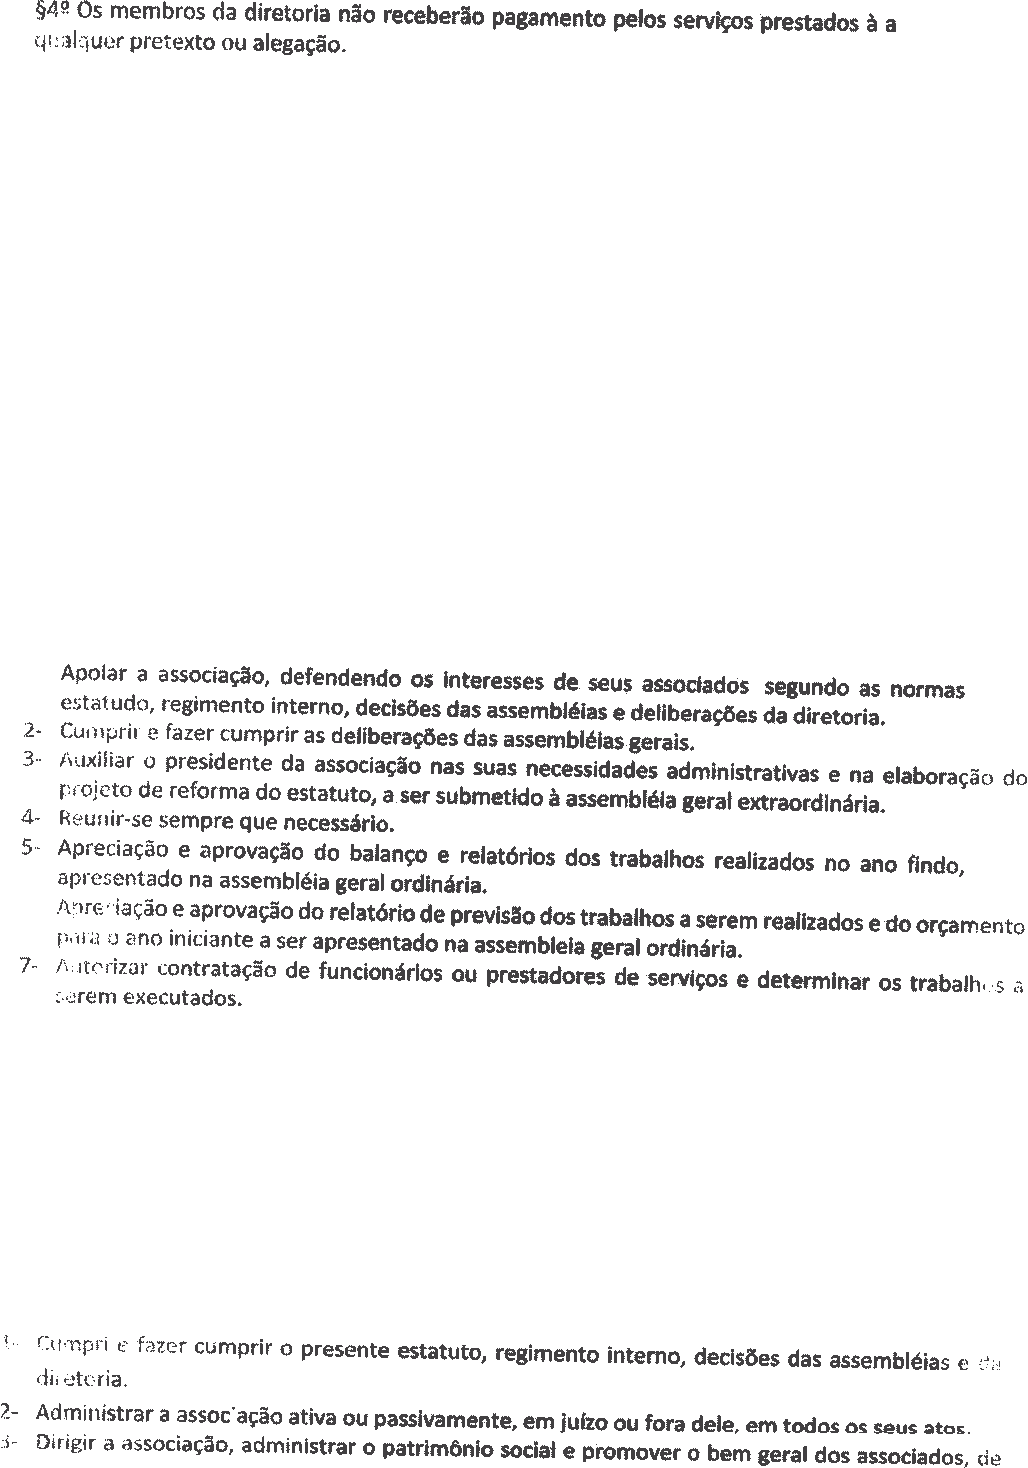 §4º Os membros da diretoria não receberão pagamento pelos serviços prestados à a
qualquer pretexto ou alegação.
Apoiar a associação, defendendo os interesses de seus associados segundo as normas
estatudo, regimento interno, decisões das assembléias e deliberações da diretoria.
2- Cumprir e fazer cumprir as deliberações das assembléias gerais.
3- Auxiliar o presidente da associação nas suas necessidades administrativas e na elaboração do
projeto de reforma do estatuto, a ser submetido à assembléia geral extraordinária.
4- Reunir-se sempre que necessário.
5- Apreciação e aprovação do balanço e relatórios dos trabalhos realizados no ano findo,
apresentado na assembléia geral ordinária.
Apreciação e aprovação do relatório de previsão dos trabalhos a serem realizados e do orçamento
para o ano iniciante a ser apresentado na assembleia geral ordinária.
7- Autorizar contratação de funcionários ou prestadores de serviços e determinar os trabalhos a
serem executados.
1- Cumpri e fazer cumprir o presente estatuto, regimento interno, decisões das assembléias e da
diretoria.
2- Administrar a associação ativa ou passivamente, em juízo ou fora dele, em todos os seus atos.
3- Dirigir a associação, administrar o patrimônio social e promover o bem geral dos associados, de